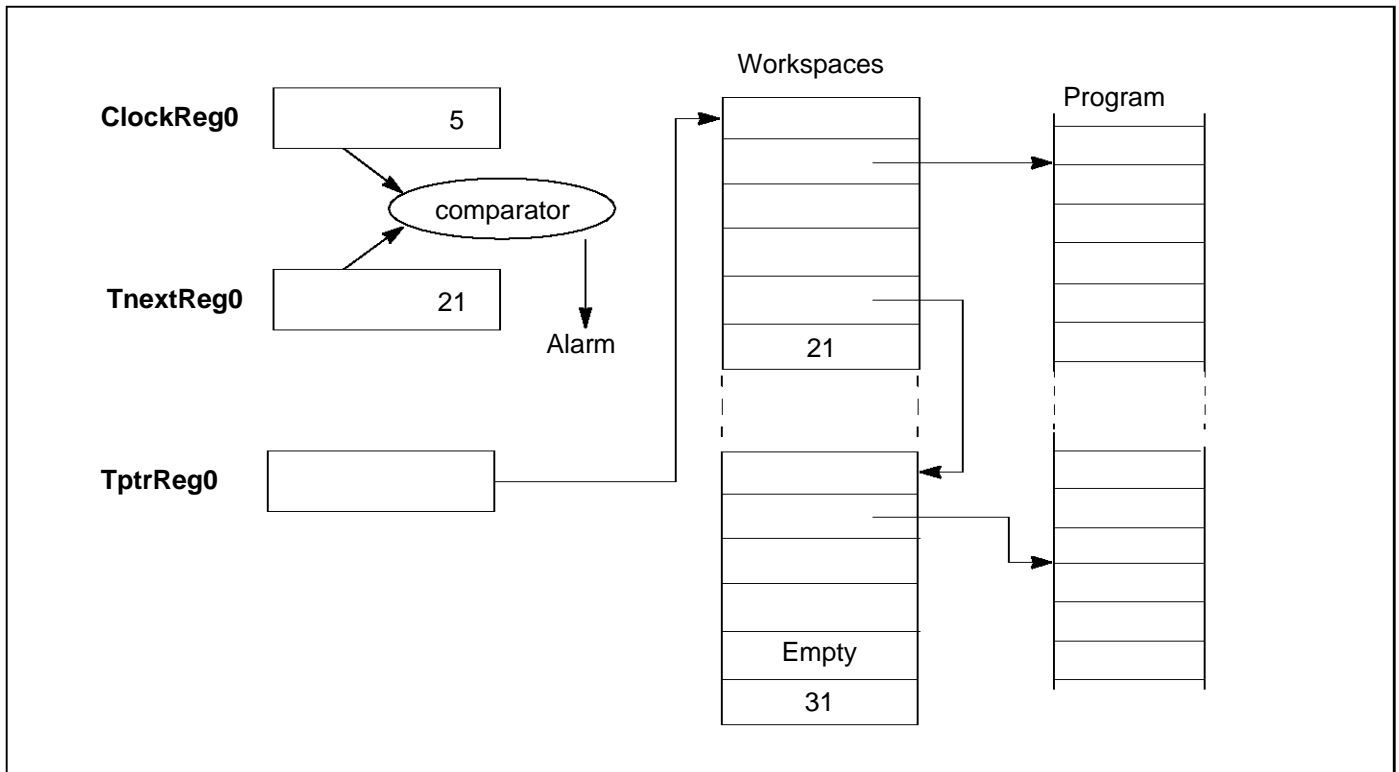 Workspaces
Program
ClockReg0
5
comparator
TnextReg0
21
Alarm
21
TptrReg0
Empty
31